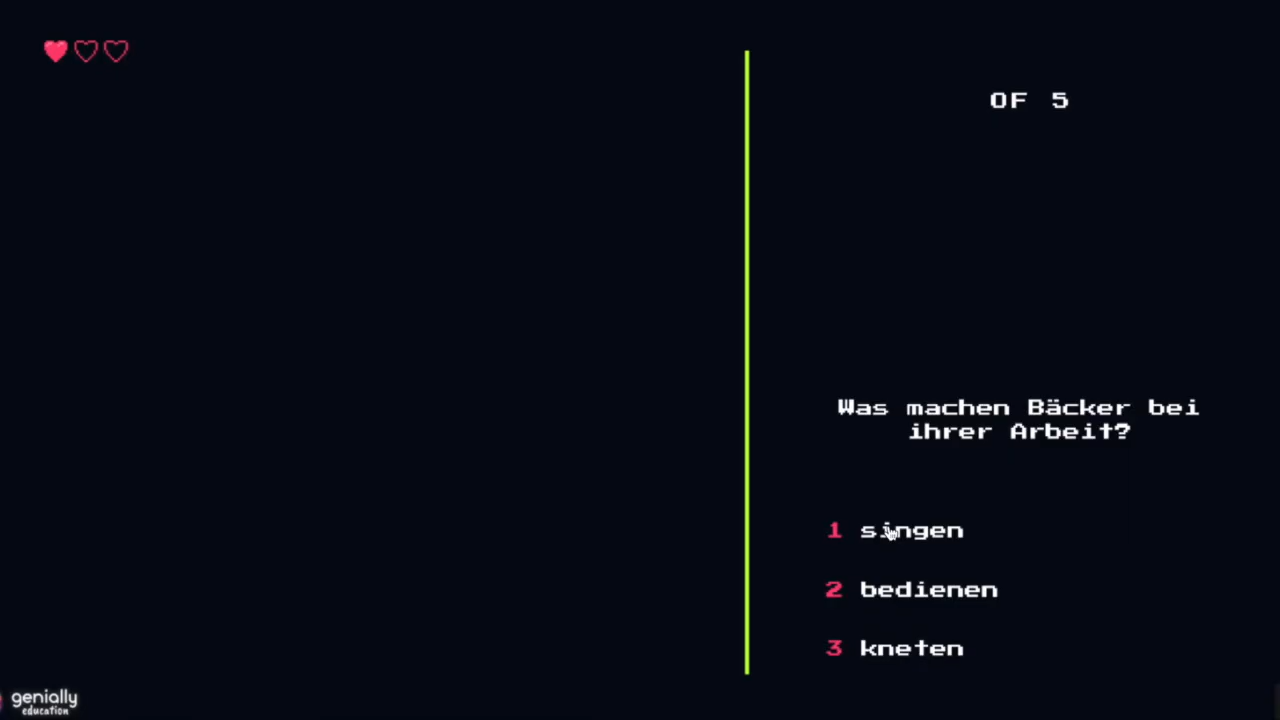 OF 5
Was machen Bäcker bei
ihrer Arbeit?
1 singen
2 bedienen
3 kneten
genially
education